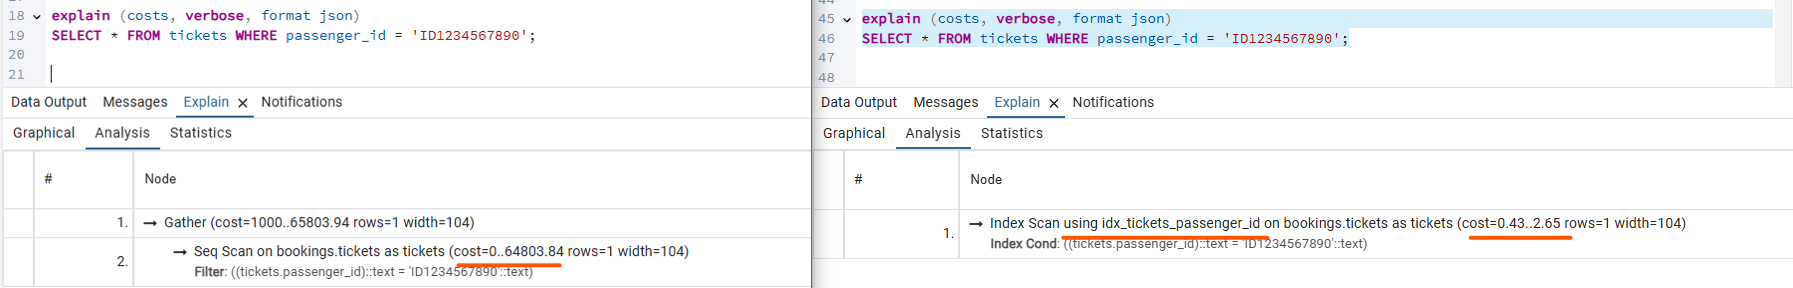 18 explain (costs, verbose, format json)
19 SELECT * FROM tickets WHERE passenger_id = 'ID1234567890';
20
21
Data Output Messages Explain × Notifications
Graphical Analysis Statistics
# Node
1. → Gather (cost=1000..65803.94 rows=1 width=104)
2. → Seq Scan on bookings.tickets as tickets (cost=0..64803.84 rows=1 width=104)
Filter: ((tickets.passenger_id)::text = 'ID1234567890'::text)
45 explain (costs, verbose, format json)
46 SELECT * FROM tickets WHERE passenger_id = 'ID1234567890';
47
48
Data Output Messages Explain × Notifications
Graphical Analysis Statistics
# Node
1. → Index Scan using idx_tickets_passenger_id on bookings.tickets as tickets (cost=0.43..2.65 rows=1 width=104)
Index Cond: ((tickets.passenger_id)::text = 'ID1234567890'::text)